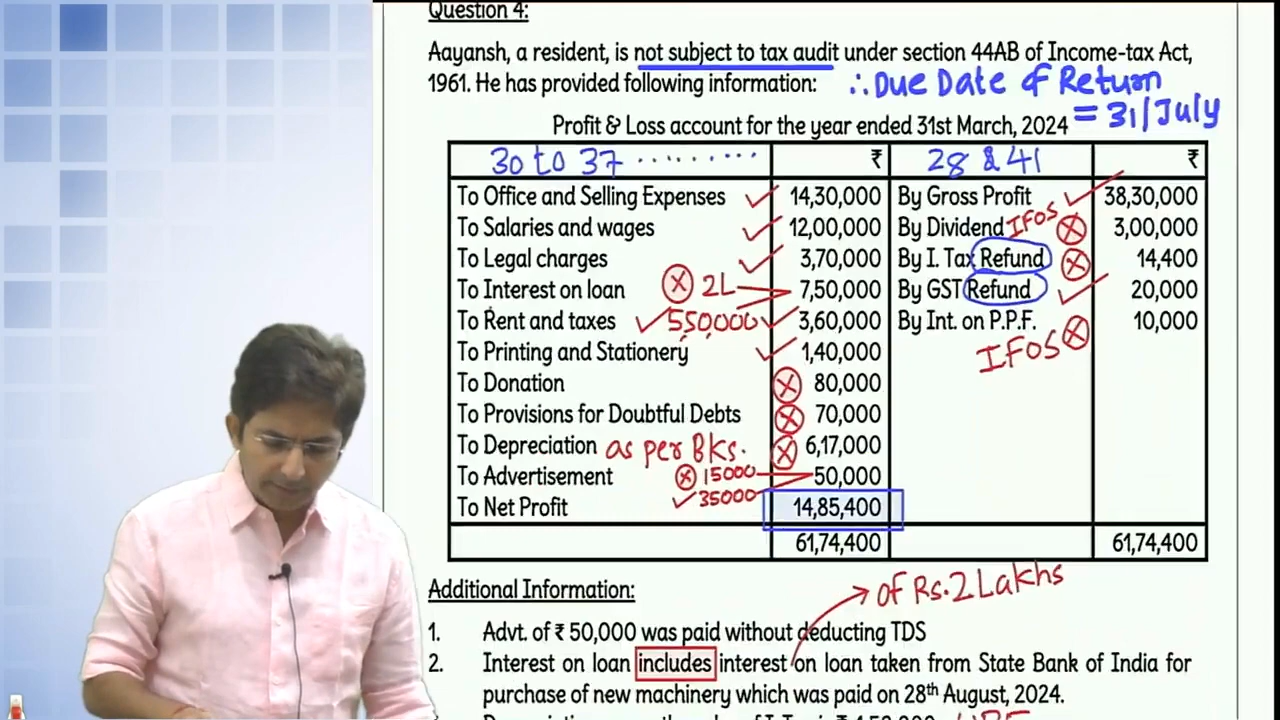 Question 4:
Aayansh, a resident, is not subject to tax audit under section 44AB of Income-tax Act,
1961. He has provided following information: ∴ Due Date of Return
= 31/July
Profit & Loss account for the year ended 31st March, 2024
30 to 37 ......... ₹ 28 & 41 ₹
To Office and Selling Expenses ✓ 14,30,000 By Gross Profit ✓ 38,30,000
To Salaries and wages ✓ 12,00,000 By Dividend IFOS ⊗ 3,00,000
To Legal charges ✓ 3,70,000 By I. Tax Refund ⊗ 14,400
To Interest on loan ⊗ 2L 7,50,000 By GST Refund ✓ 20,000
To Rent and taxes ✓ 550,000 ✓ 3,60,000 By Int. on P.P.F. ⊗ 10,000
IFOS
To Printing and Stationery ✓ 1,40,000
To Donation ⊗ 80,000
To Provisions for Doubtful Debts ⊗ 70,000
To Depreciation as per Bks. ⊗ 6,17,000
To Advertisement ⊗ 15000 50,000
✓ 35000
To Net Profit 14,85,400
61,74,400 61,74,400
Additional Information: → of Rs. 2 Lakhs
1. Advt. of ₹ 50,000 was paid without deducting TDS
2. Interest on loan includes interest on loan taken from State Bank of India for
purchase of new machinery which was paid on 28th August, 2024.